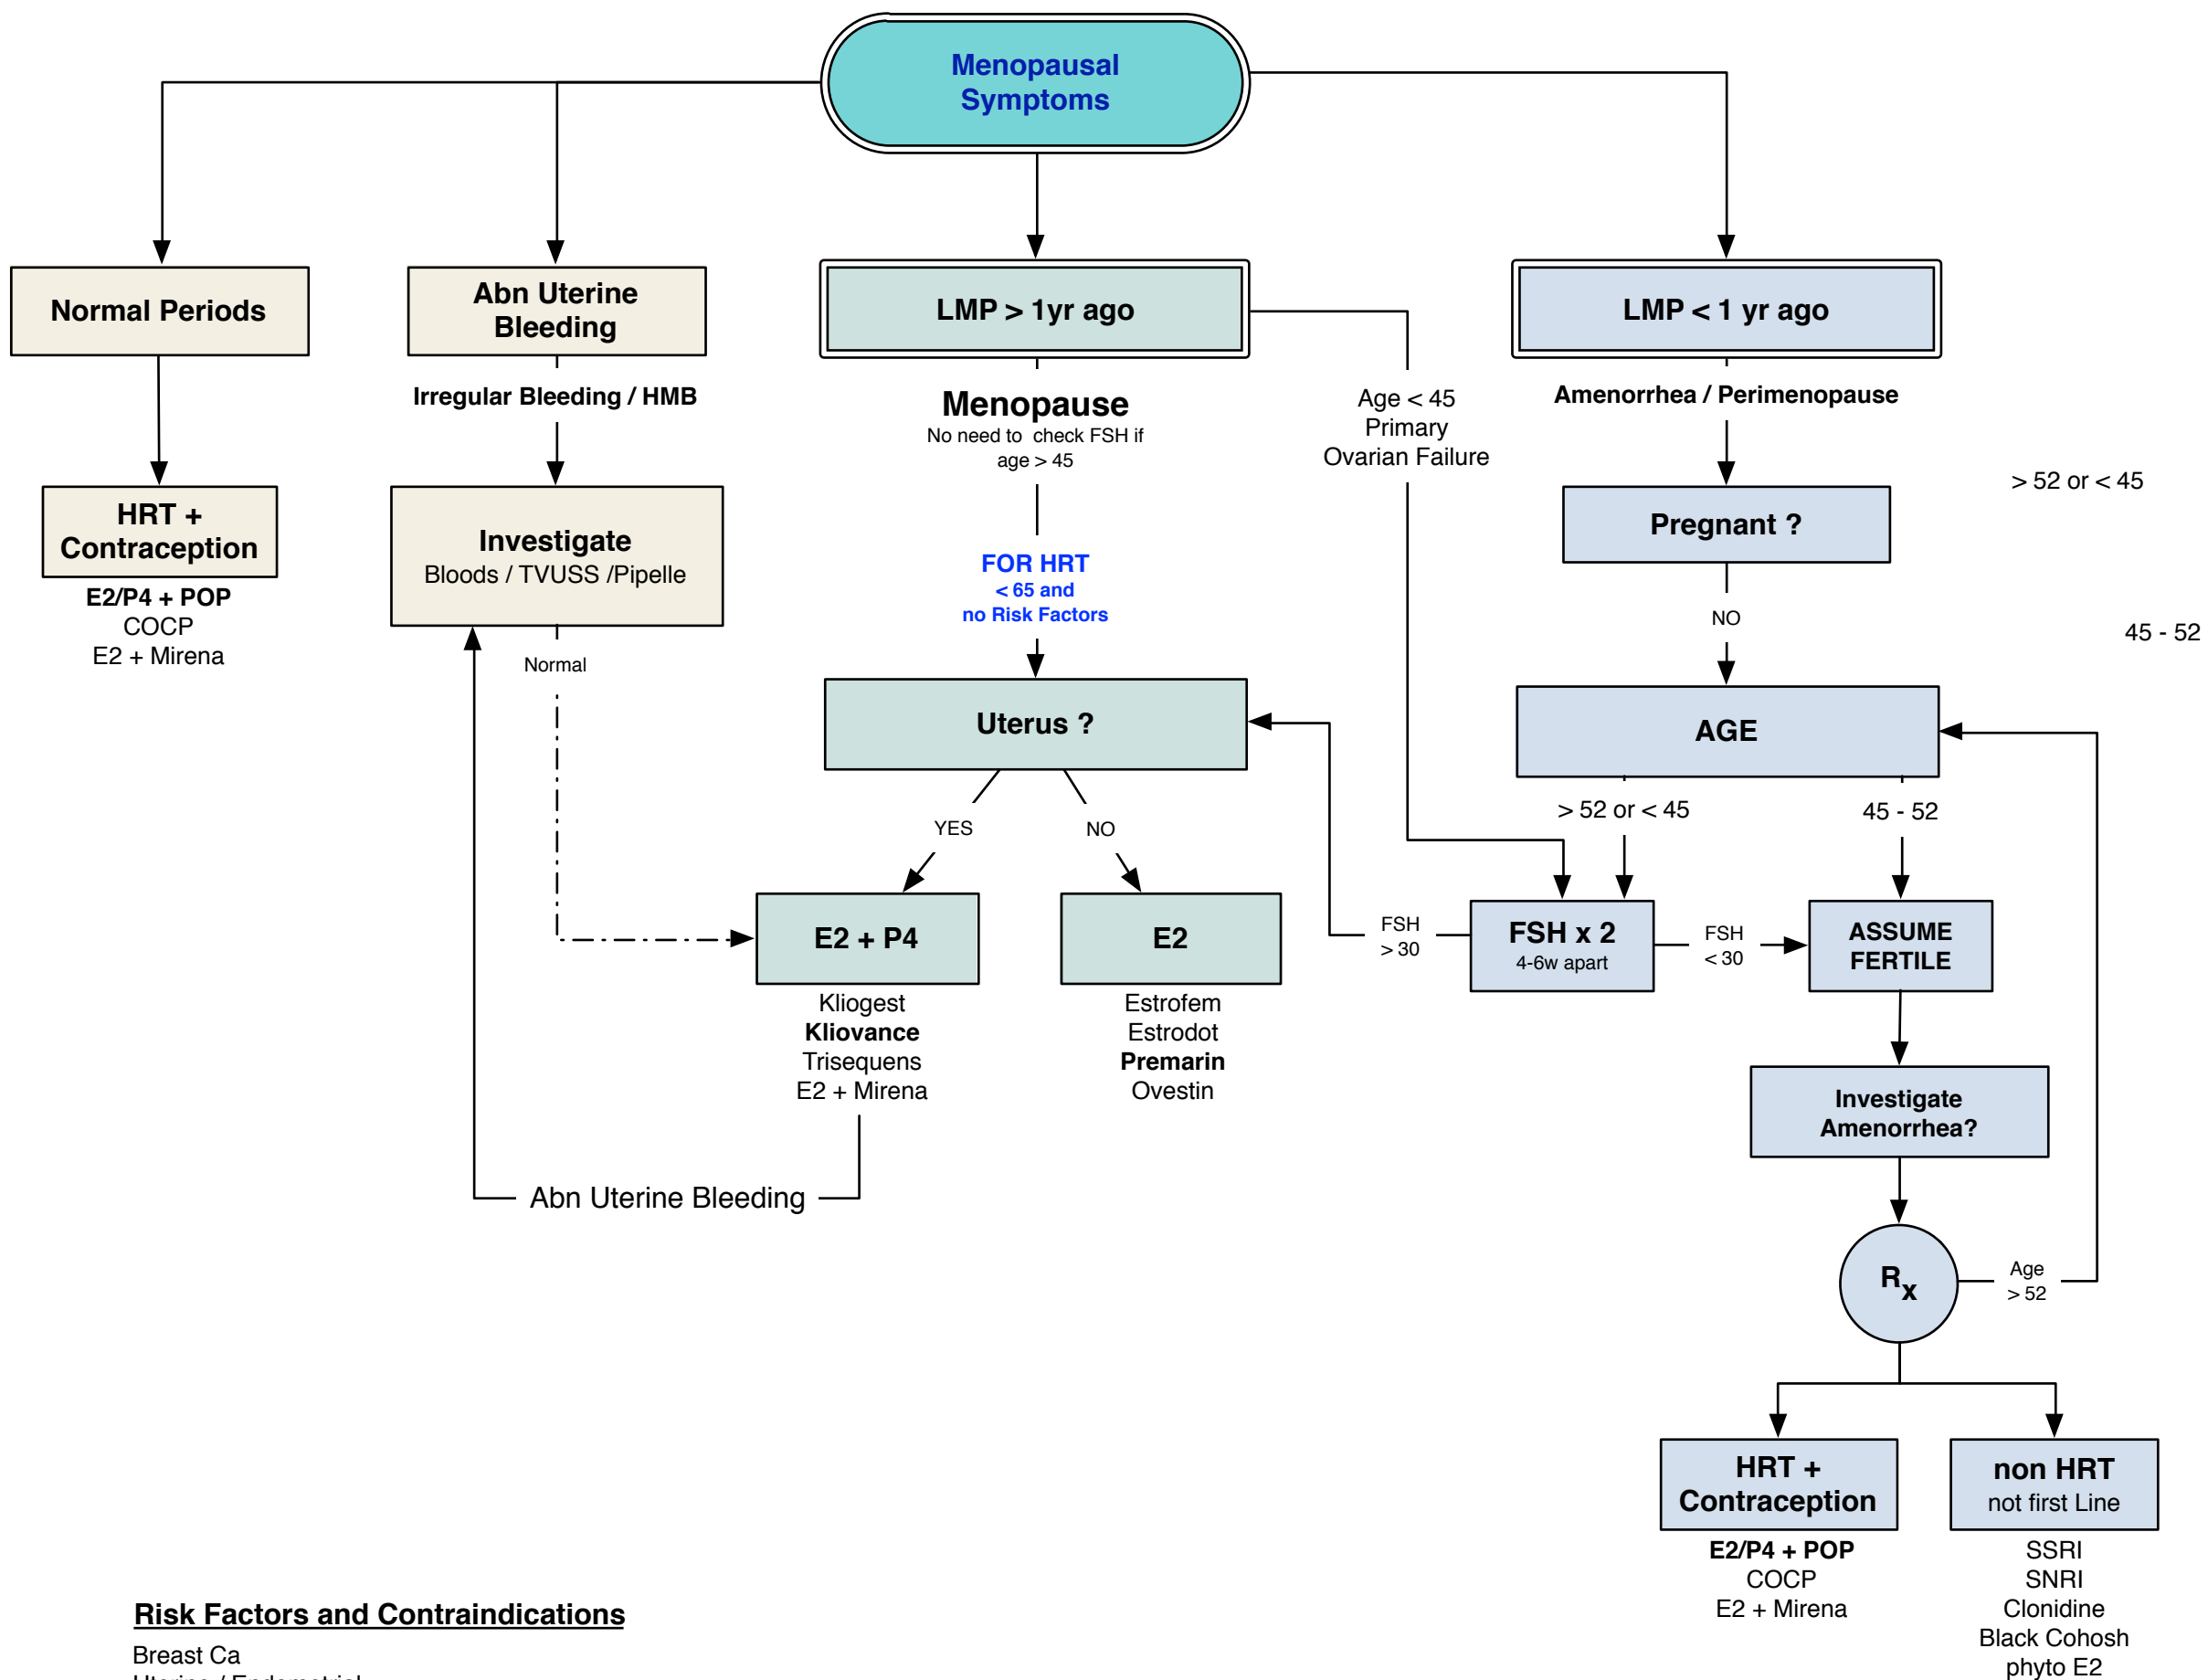 Menopausal
Symptoms
Normal Periods
Abn Uterine
Bleeding
LMP > 1yr ago
LMP < 1 yr ago
Irregular Bleeding / HMB
Menopause
No need to check FSH if
age > 45
Age < 45
Primary
Ovarian Failure
Amenorrhea / Perimenopause
> 52 or < 45
HRT +
Contraception
E2/P4 + POP
COCP
E2 + Mirena
Investigate
Bloods / TVUSS /Pipelle
Normal
FOR HRT
< 65 and
no Risk Factors
Pregnant ?
NO
45 - 52
Uterus ?
AGE
YES
NO
> 52 or < 45
45 - 52
E2 + P4
Kliogest
Kliovance
Trisequens
E2 + Mirena
E2
Estrofem
Estrodot
Premarin
Ovestin
FSH
> 30
FSH x 2
4-6w apart
FSH
< 30
ASSUME
FERTILE
Abn Uterine Bleeding
Investigate
Amenorrhea?
Rx
Age
> 52
HRT +
Contraception
E2/P4 + POP
COCP
E2 + Mirena
non HRT
not first Line
SSRI
SNRI
Clonidine
Black Cohosh
phyto E2
Risk Factors and Contraindications
Breast Ca
Uterine / Endometrial